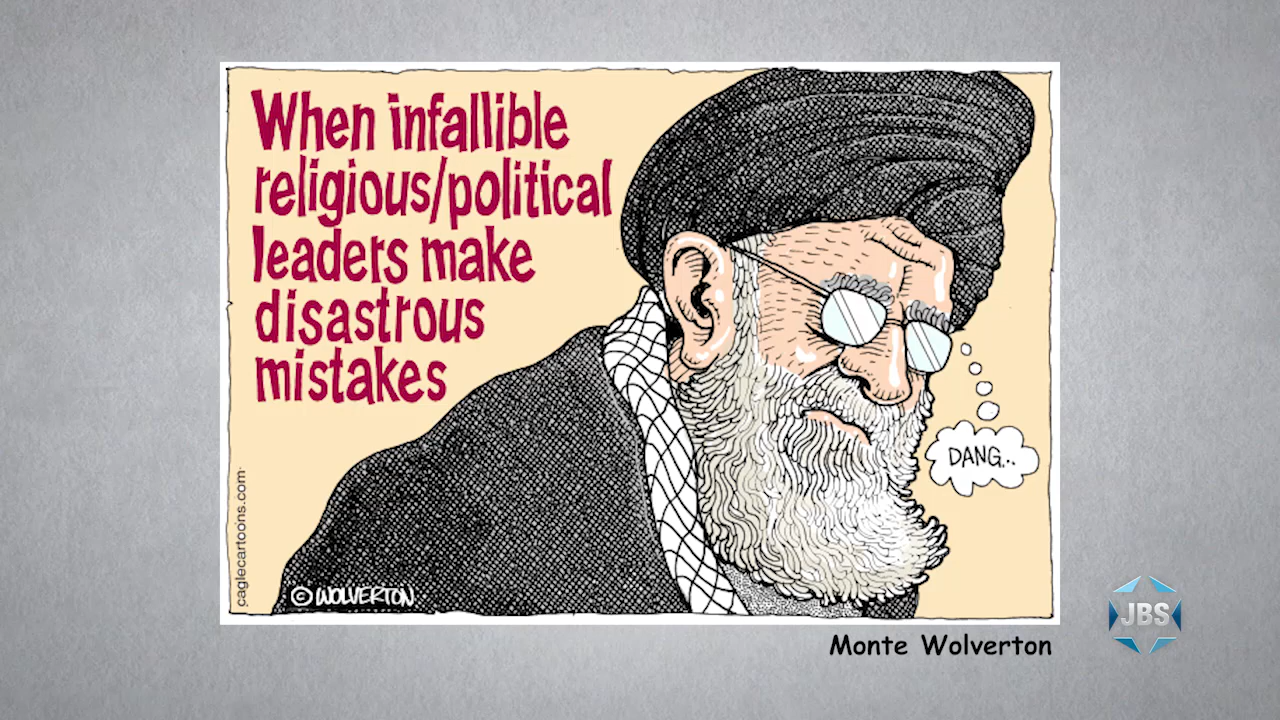 When infallible
religious/political
leaders make
disastrous
mistakes
DANG...
caglecartoons.com
© WOLVERTON
Monte Wolverton
JBS